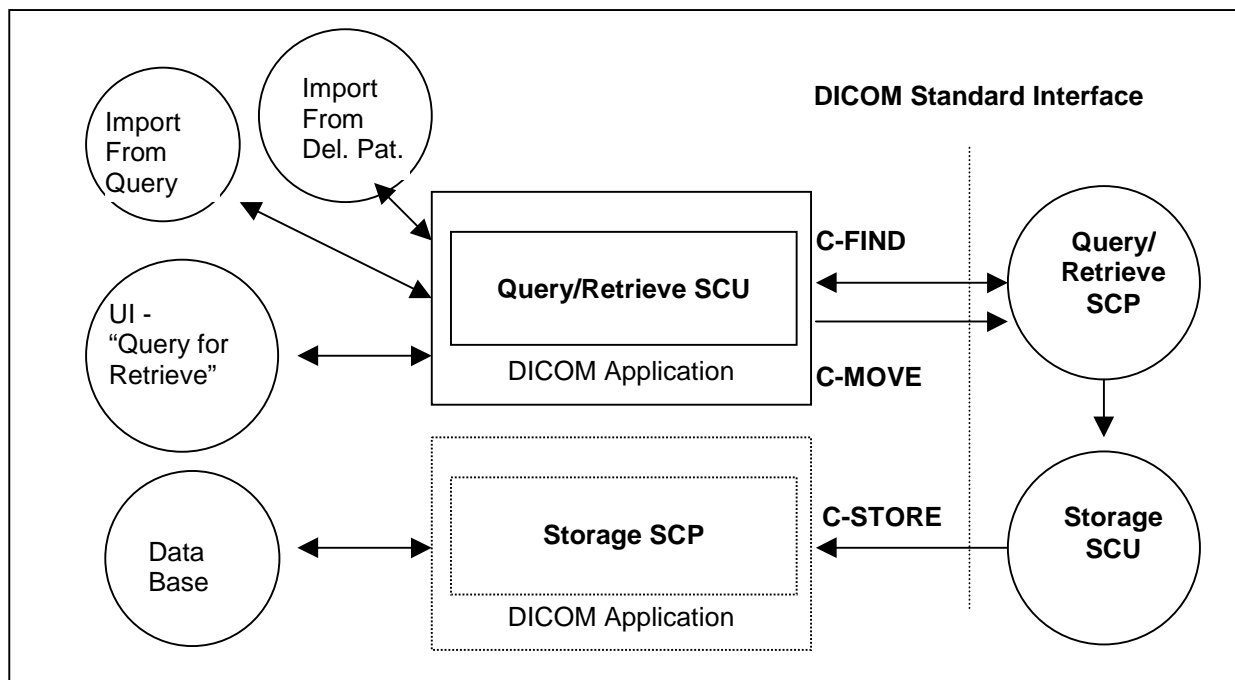 Import
From
Query
Import
From
Del. Pat.
DICOM Standard Interface
UI -
“Query for
Retrieve”
Query/Retrieve SCU
DICOM Application
C-FIND
C-MOVE
Query/
Retrieve
SCP
Data
Base
Storage SCP
DICOM Application
C-STORE
Storage
SCU